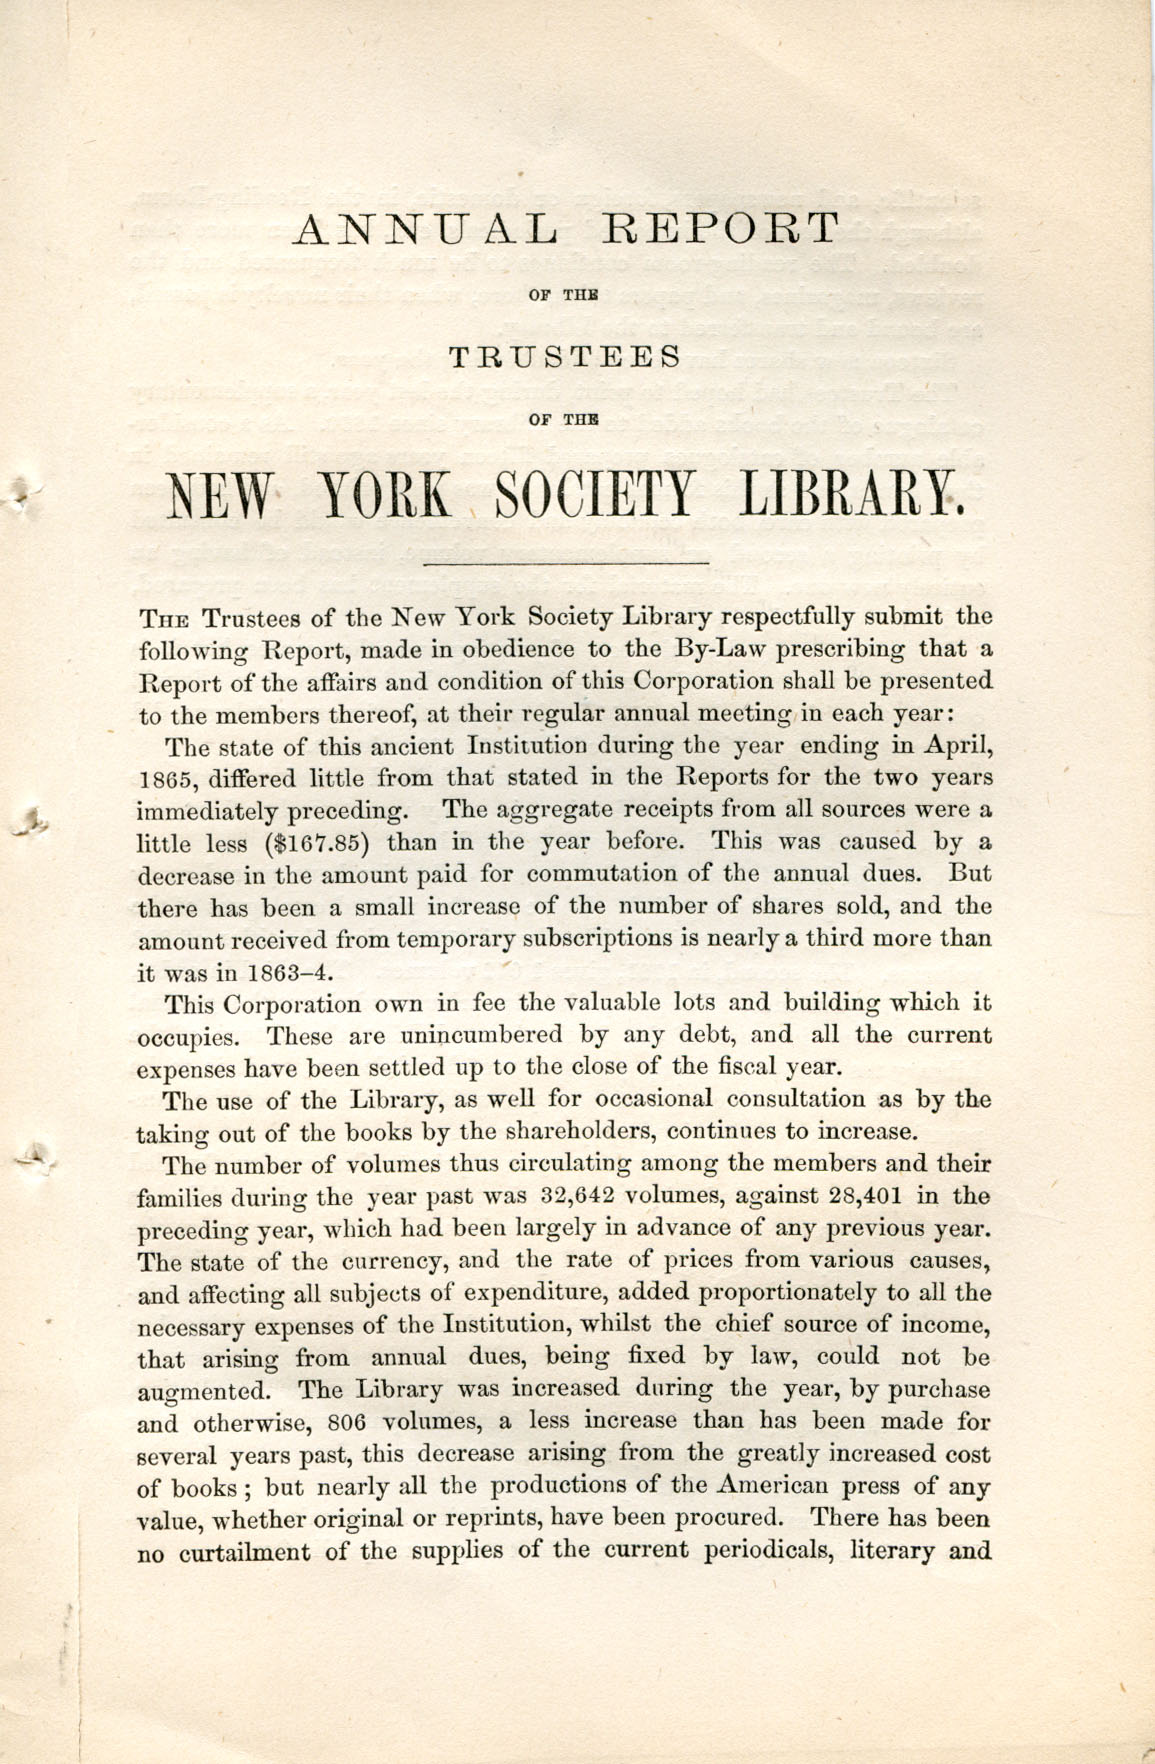 ANNUAL REPORT
OF THE
TRUSTEES
OF THE
NEW YORK SOCIETY LIBRARY.
THE Trustees of the New York Society Library respectfully submit the
following Report, made in obedience to the By-Law prescribing that a
Report of the affairs and condition of this Corporation shall be presented
to the members thereof, at their regular annual meeting in each year:
The state of this ancient Institution during the year ending in April,
1865, differed little from that stated in the Reports for the two years
immediately preceding. The aggregate receipts from all sources were a
little less ($167.85) than in the year before. This was caused by a
decrease in the amount paid for commutation of the annual dues. But
there has been a small increase of the number of shares sold, and the
amount received from temporary subscriptions is nearly a third more than
it was in 1863–4.
This Corporation own in fee the valuable lots and building which it
occupies. These are unincumbered by any debt, and all the current
expenses have been settled up to the close of the fiscal year.
The use of the Library, as well for occasional consultation as by the
taking out of the books by the shareholders, continues to increase.
The number of volumes thus circulating among the members and their
families during the year past was 32,642 volumes, against 28,401 in the
preceding year, which had been largely in advance of any previous year.
The state of the currency, and the rate of prices from various causes,
and affecting all subjects of expenditure, added proportionately to all the
necessary expenses of the Institution, whilst the chief source of income,
that arising from annual dues, being fixed by law, could not be
augmented. The Library was increased during the year, by purchase
and otherwise, 806 volumes, a less increase than has been made for
several years past, this decrease arising from the greatly increased cost
of books; but nearly all the productions of the American press of any
value, whether original or reprints, have been procured. There has been
no curtailment of the supplies of the current periodicals, literary and